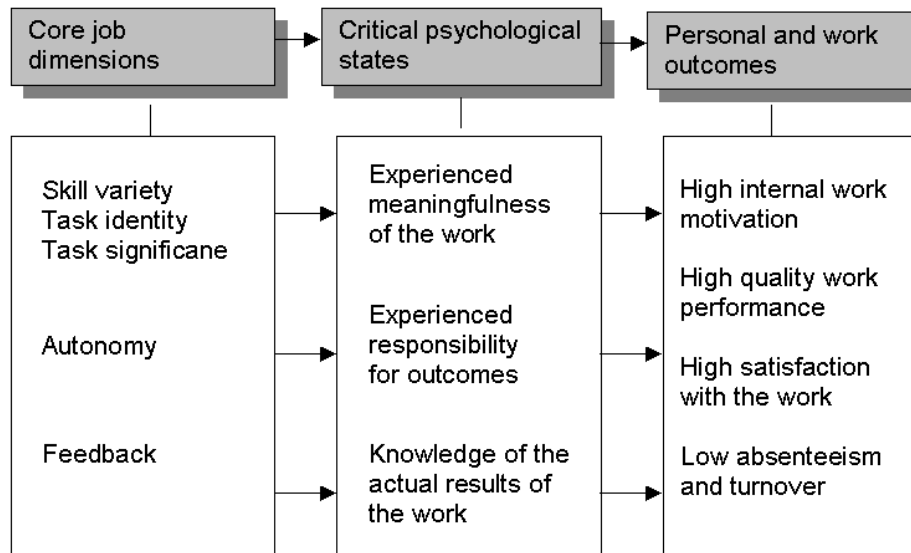 Core job
dimensions
Critical psychological
states
Personal and work
outcomes
Skill variety
Task identity
Task significane
Autonomy
Feedback
Experienced
meaningfulness
of the work
Experienced
responsibility
for outcomes
Knowledge of the
actual results of
the work
High internal work
motivation
High quality work
performance
High satisfaction
with the work
Low absenteeism
and turnover